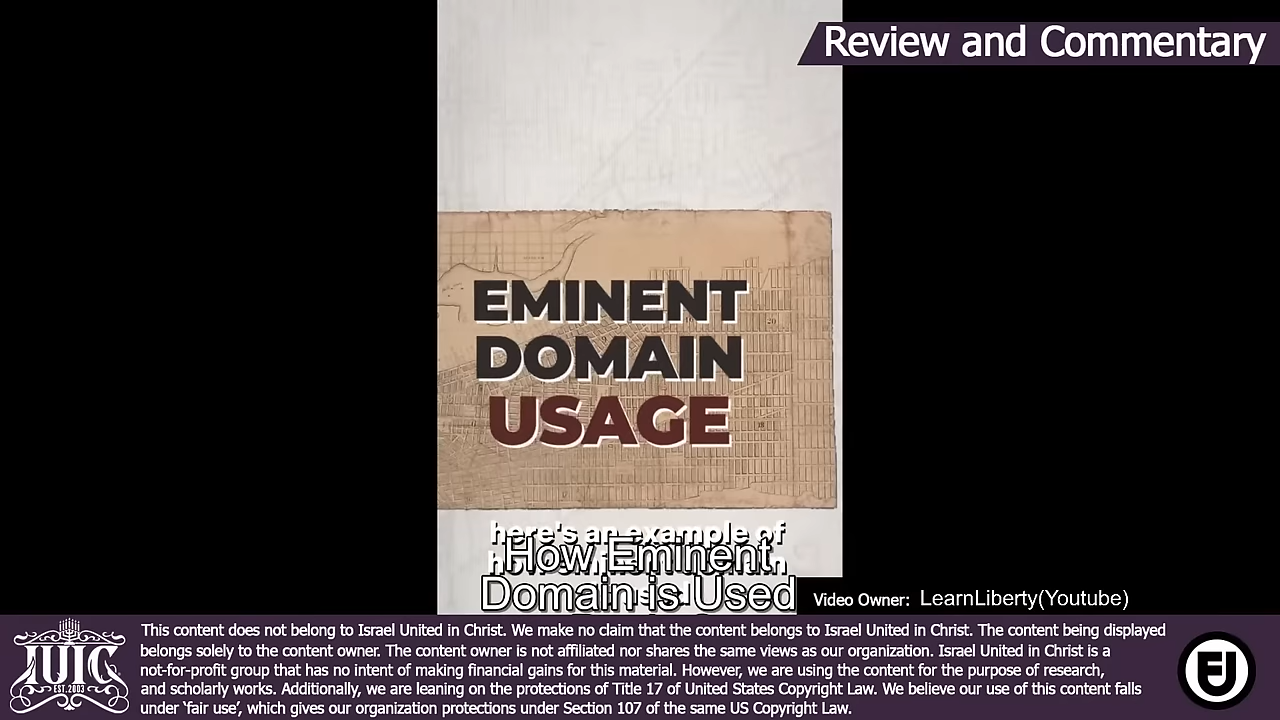 Review and Commentary
EMINENT
DOMAIN
USAGE
here's an example of
How Eminent
domain
Domain is Used
Video Owner: LearnLiberty(Youtube)
This content does not belong to Israel United in Christ. We make no claim that the content belongs to Israel United in Christ. The content being displayed
belongs solely to the content owner. The content owner is not affiliated nor shares the same views as our organization. Israel United in Christ is a
not-for-profit group that has no intent of making financial gains for this material. However, we are using the content for the purpose of research,
and scholarly works. Additionally, we are leaning on the protections of Title 17 of United States Copyright Law. We believe our use of this content falls
under 'fair use', which gives our organization protections under Section 107 of the same US Copyright Law.
IUIC
EST. 2003